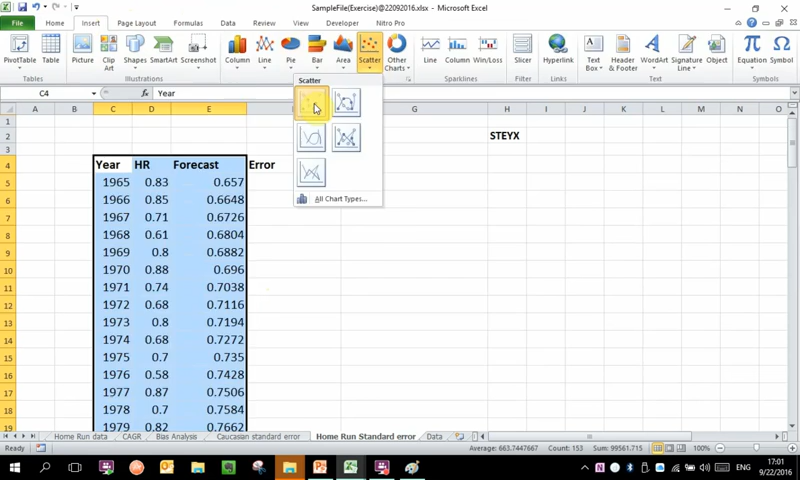 SampleFile(Exercise)@22092016.xlsx - Microsoft Excel
File Home Insert Page Layout Formulas Data Review View Developer Nitro Pro
PivotTable Table Picture Clip Art Shapes SmartArt Screenshot Column Line Pie Bar Area Scatter Other Charts Line Column Win/Loss Slicer Hyperlink Text Box Header & Footer WordArt Signature Line Object Equation Symbol
Tables Illustrations Sparklines Filter Links Text Symbols
Scatter
All Chart Types...
C4 fx Year
A B C D E G H I J K L M N O
1
2 STEYX
3
4 Year HR Forecast Error
5 1965 0.83 0.657
6 1966 0.85 0.6648
7 1967 0.71 0.6726
8 1968 0.61 0.6804
9 1969 0.8 0.6882
10 1970 0.88 0.696
11 1971 0.74 0.7038
12 1972 0.68 0.7116
13 1973 0.8 0.7194
14 1974 0.68 0.7272
15 1975 0.7 0.735
16 1976 0.58 0.7428
17 1977 0.87 0.7506
18 1978 0.7 0.7584
19 1979 0.82 0.7662
Home Run data CAGR Bias Analysis Caucasian standard error Home Run Standard error Data
Ready Average: 663.7447667 Count: 153 Sum: 99561.715 100%
ENG 17:01
9/22/2016